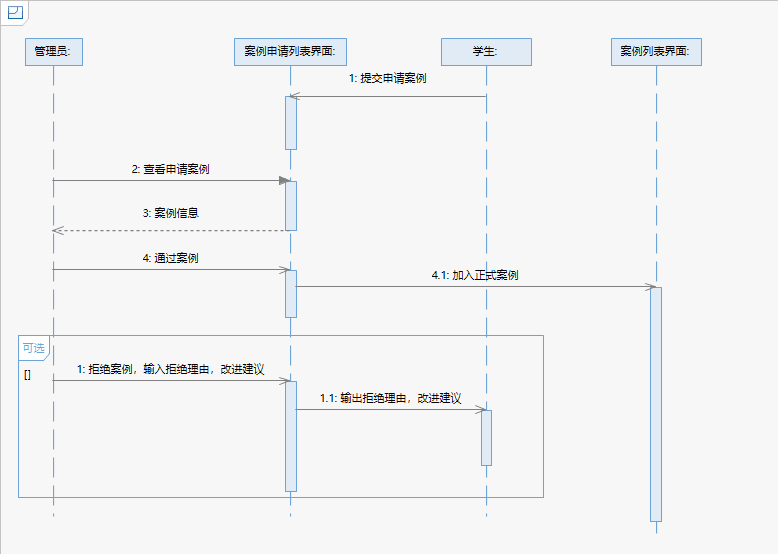 管理员:
案例申请列表界面:
学生:
案例列表界面:
1: 提交申请案例
2: 查看申请案例
3: 案例信息
4: 通过案例
4.1: 加入正式案例
可选
[]
1: 拒绝案例，输入拒绝理由，改进建议
1.1: 输出拒绝理由，改进建议